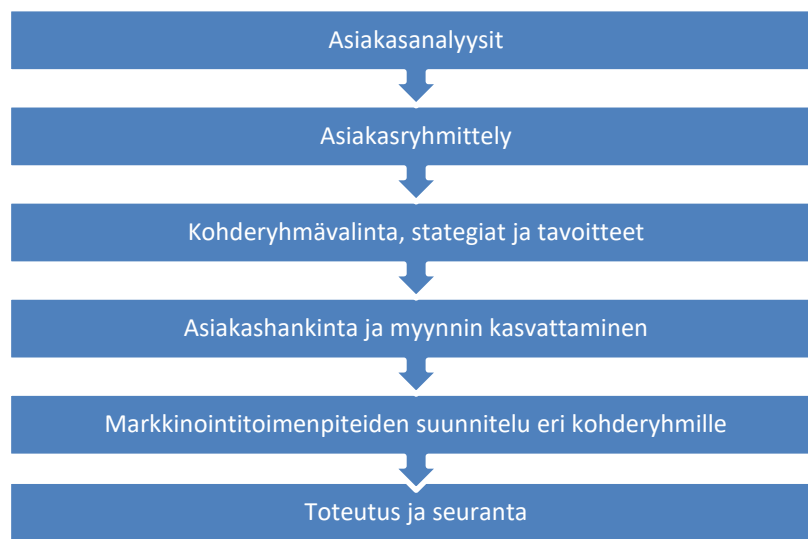 Asiakasanalyysit
Asiakasryhmittely
Kohderyhmävalinta, stategiat ja tavoitteet
Asiakashankinta ja myynnin kasvattaminen
Markkinointitoimenpiteiden suunnitelu eri kohderyhmille
Toteutus ja seuranta